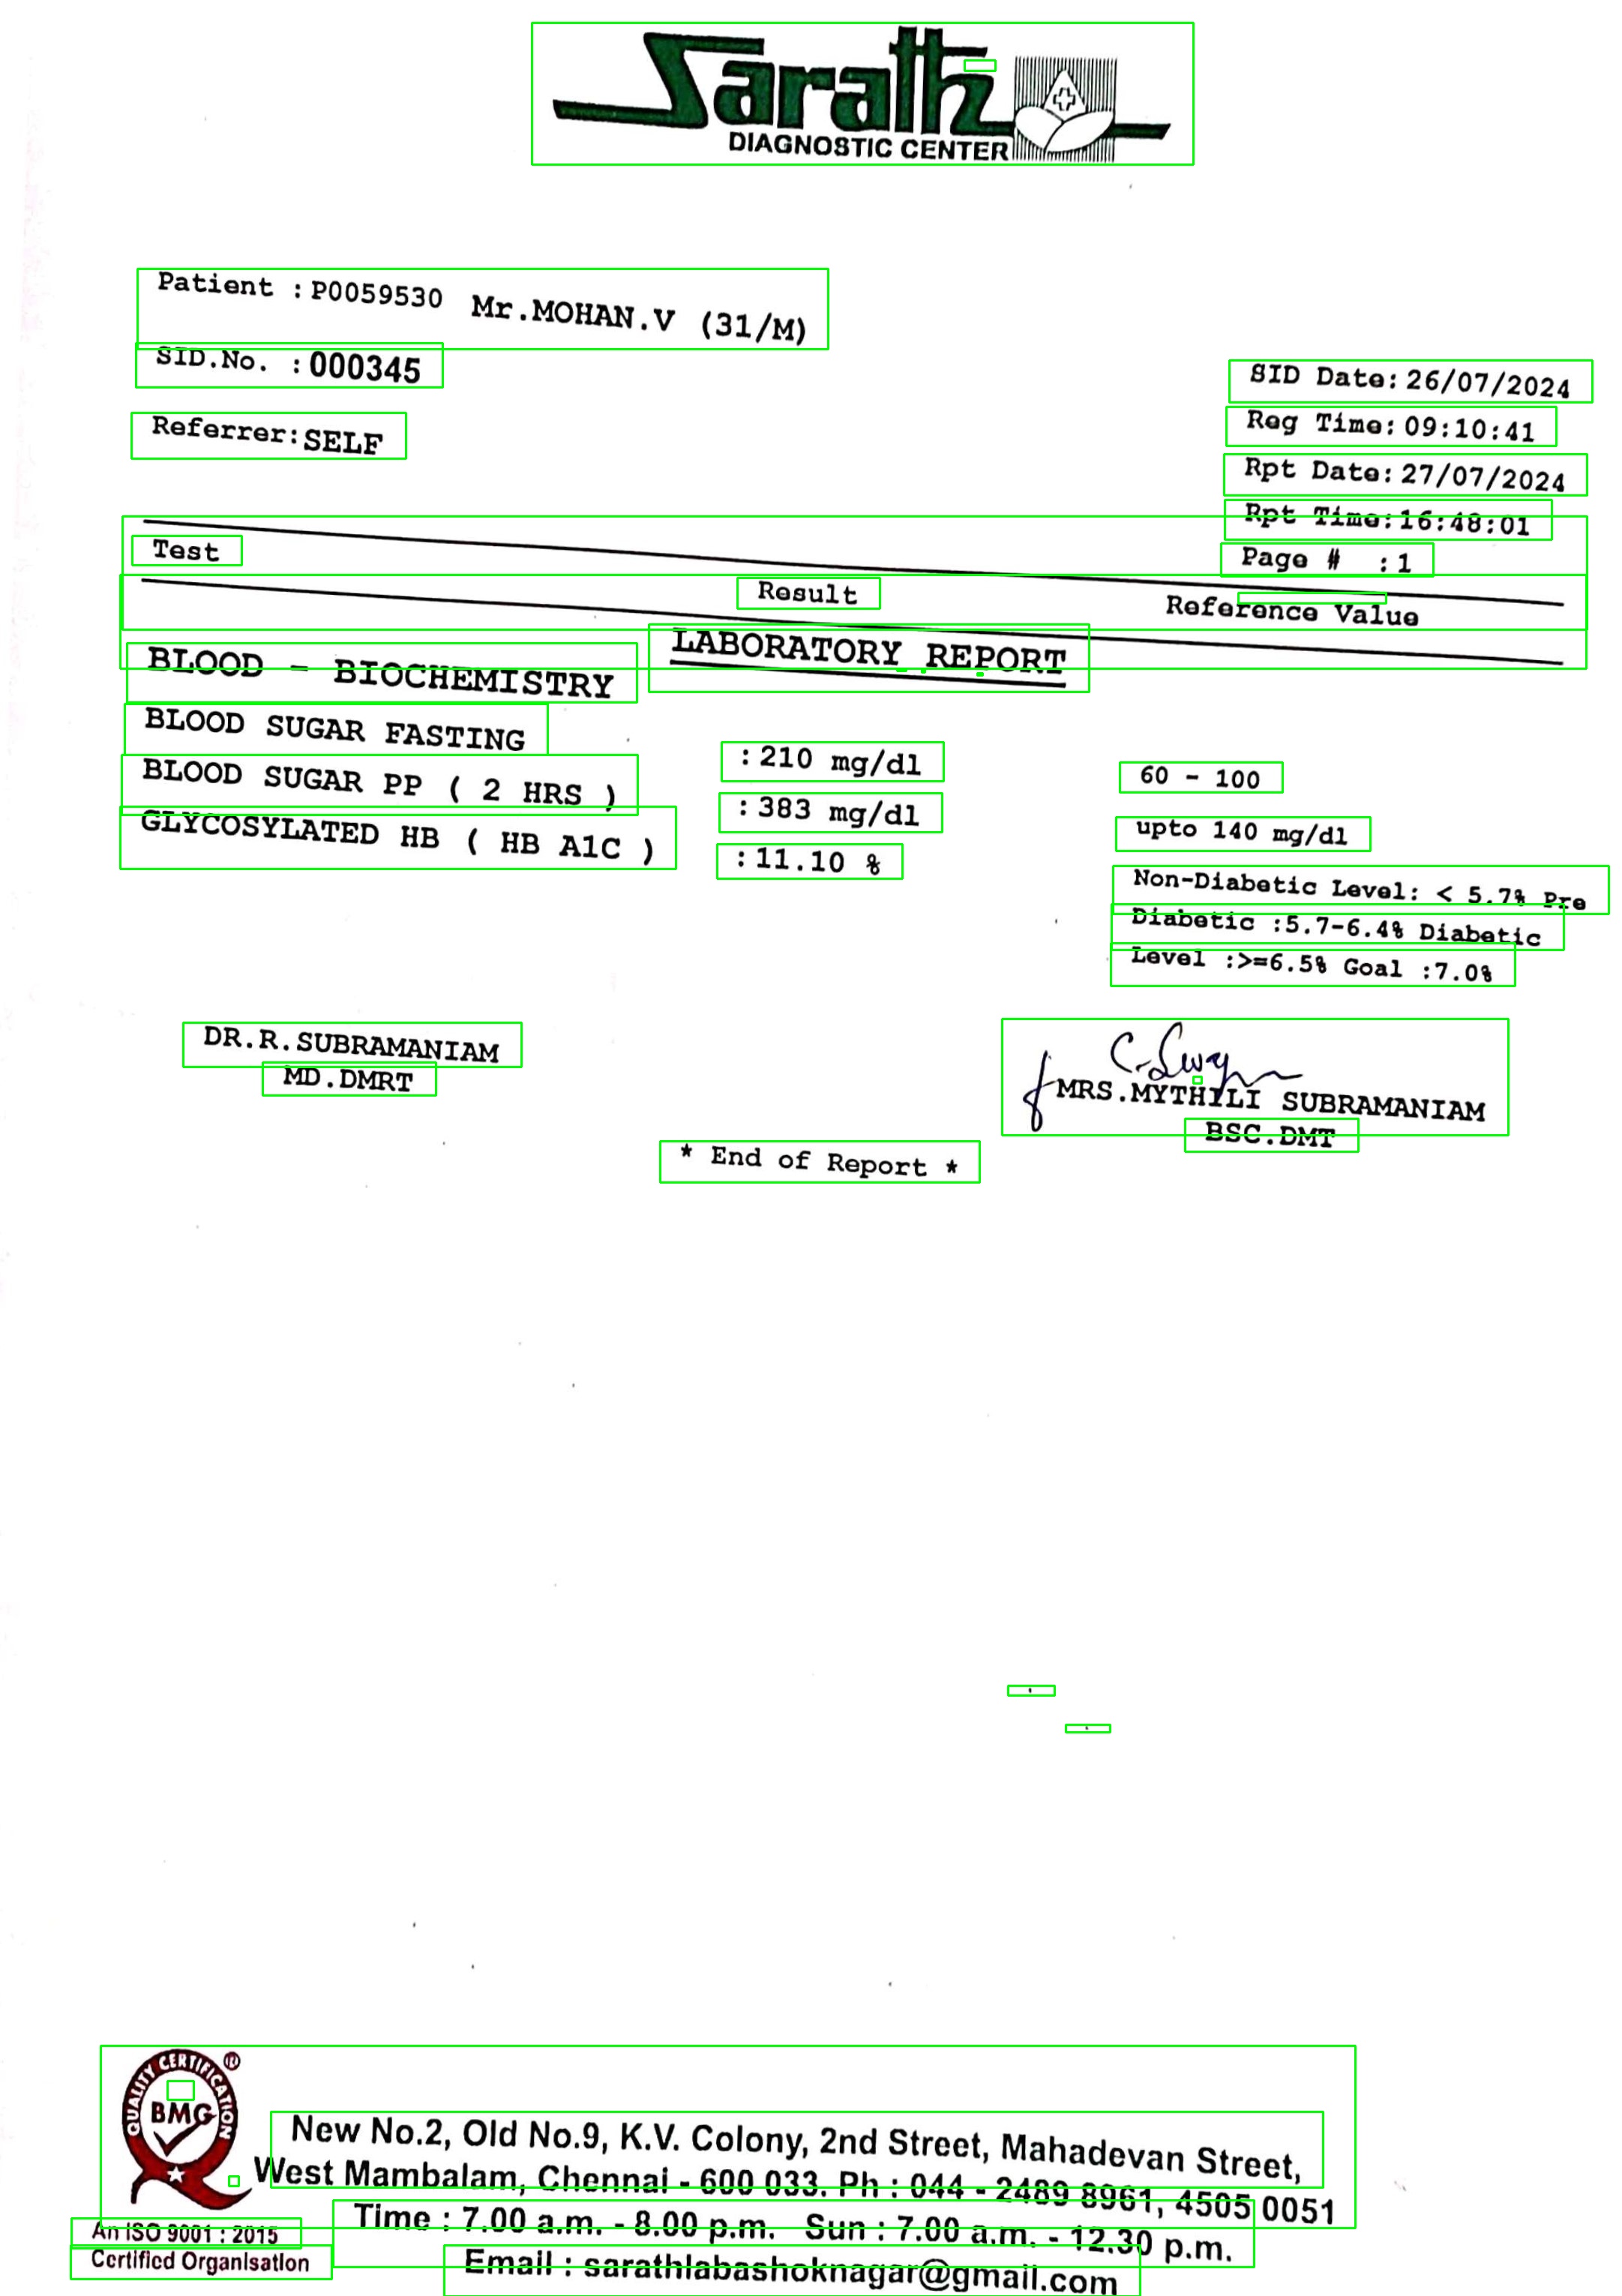 Sarath
DIAGNOSTIC CENTER
Patient : P0059530 Mr.MOHAN.V (31/M)
SID.No. : 000345
Referrer: SELF
SID Date: 26/07/2024
Reg Time: 09:10:41
Rpt Date: 27/07/2024
Rpt Time: 16:48:01
Page # : 1
Test Result Reference Value
LABORATORY REPORT
BLOOD - BIOCHEMISTRY
BLOOD SUGAR FASTING : 210 mg/dl 60 - 100
BLOOD SUGAR PP ( 2 HRS ) : 383 mg/dl upto 140 mg/dl
GLYCOSYLATED HB ( HB A1C ) : 11.10 % Non-Diabetic Level: < 5.7% Pre
Diabetic :5.7-6.4% Diabetic
Level :>=6.5% Goal :7.0%
DR.R.SUBRAMANIAM
MD.DMRT
MRS.MYTHILI SUBRAMANIAM
BSC.DMT
* End of Report *
QUALITY CERTIFICATION ®
BMG
An ISO 9001 : 2015
Certified Organisation
New No.2, Old No.9, K.V. Colony, 2nd Street, Mahadevan Street,
West Mambalam, Chennai - 600 033. Ph : 044 - 2489 8961, 4505 0051
Time : 7.00 a.m. - 8.00 p.m. Sun : 7.00 a.m. - 12.30 p.m.
Email : sarathlabashoknagar@gmail.com